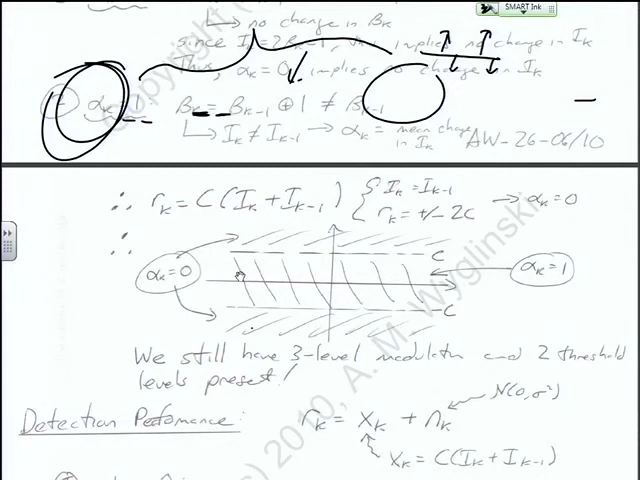 SMART Ink
↳ no change in Bk
since Ik = 2Bk-1, this implies no change in Ik
Thus, αk=0 implies no change in Ik
αk=1 Bk = Bk-1 ⊕ 1 ≠ Bk-1
↳ Ik ≠ Ik-1 → αk = mean change in Ik AW-26-06/10
∴ rk = C(Ik + Ik-1) { Ik = Ik-1 → αk = 0
rk = +/- 2C
∴
C
αk=0 αk=1
C
We still have 3-level modulator and 2 threshold
levels present!
N(0,σ²)
Detection Perfomance: rk = Xk + nk
Xk = C(Ik + Ik-1)
Copyright (c) 2010, A. M. Wyglinski